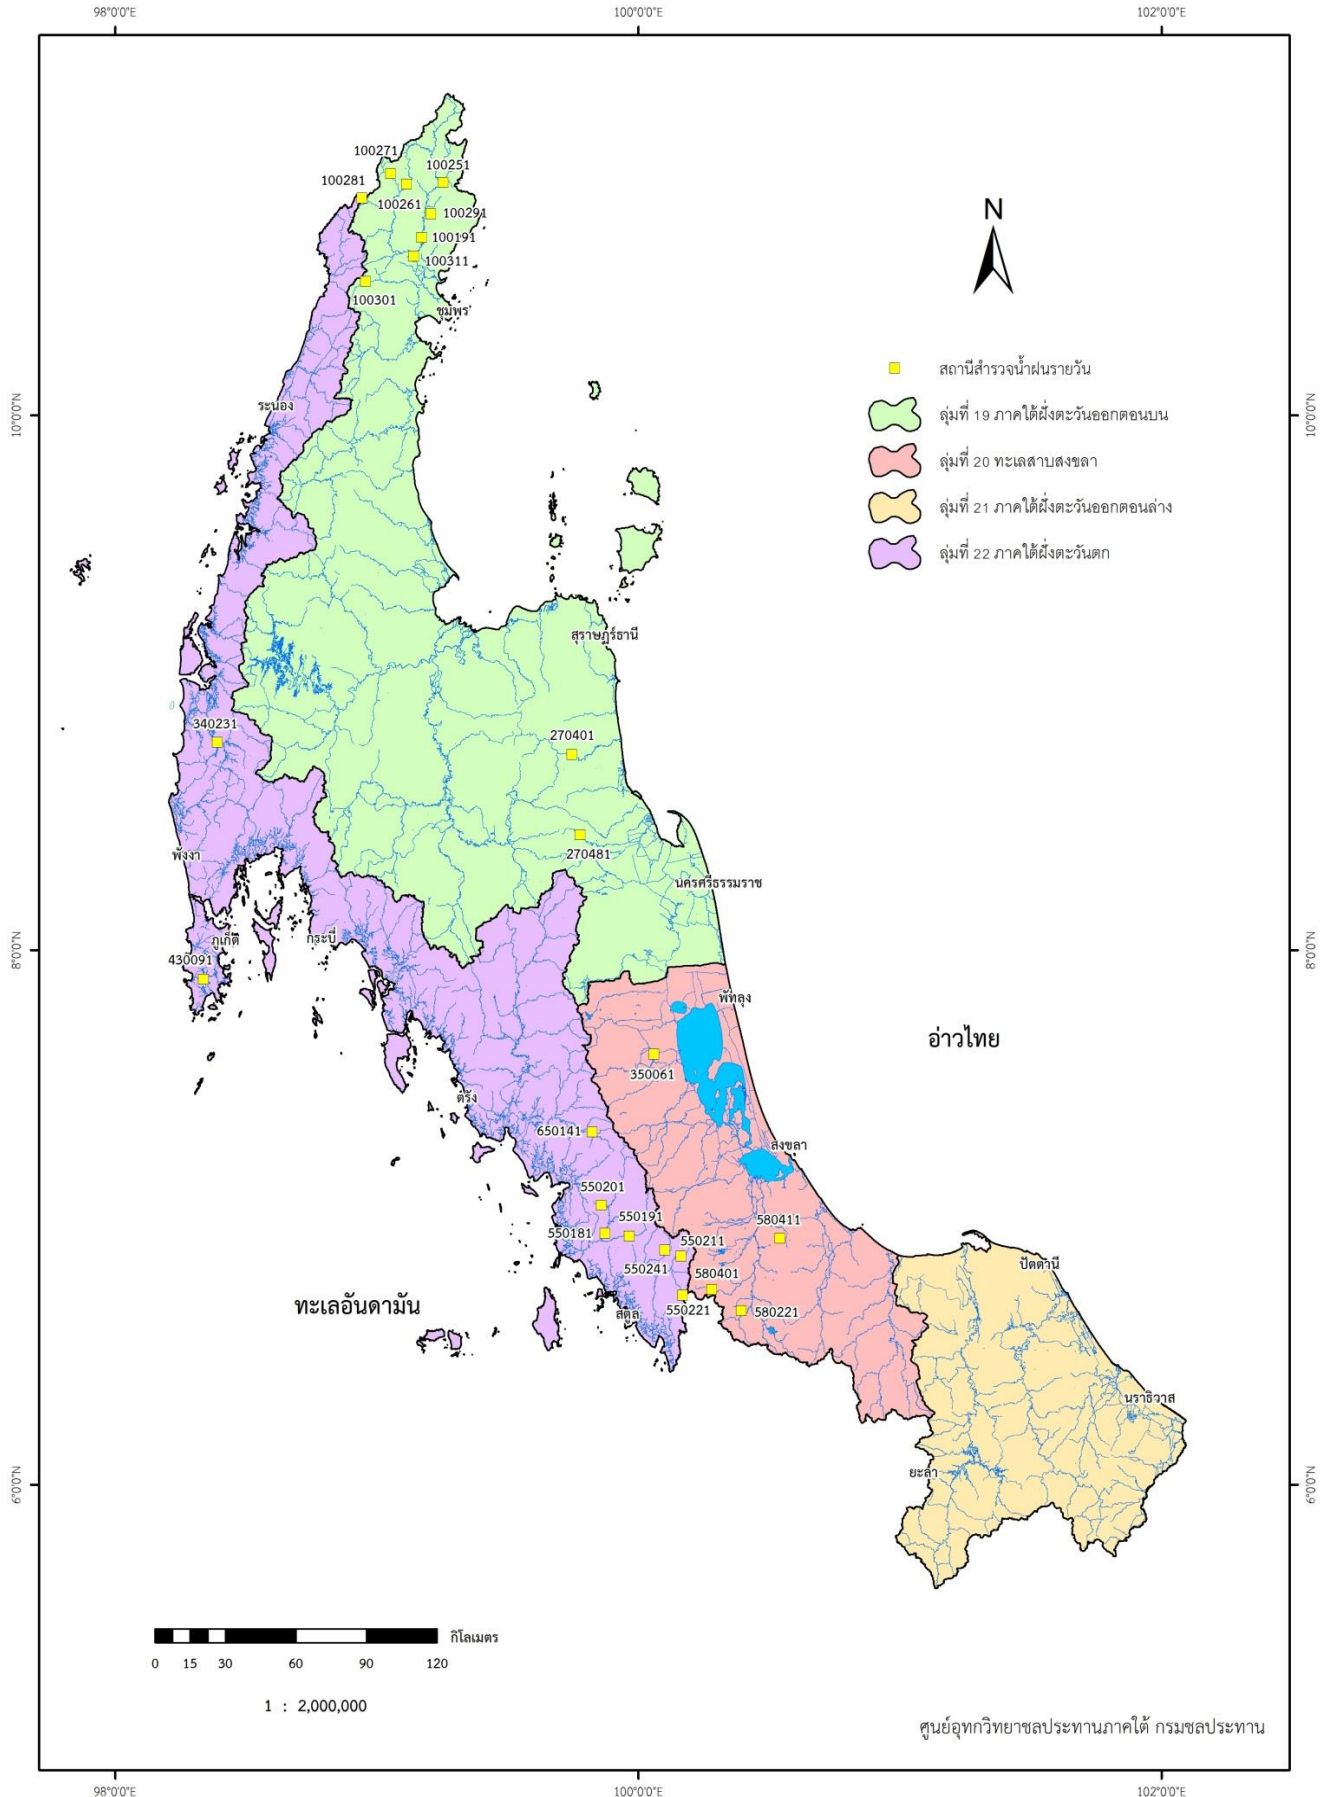 98°0'0"E
100°0'0"E
102°0'0"E
100271
100251
100281
100261
100291
100191
100311
100301
ชุมพร
N
สถานีสำรวจน้ำฝนรายวัน
ลุ่มที่ 19 ภาคใต้ฝั่งตะวันออกตอนบน
ลุ่มที่ 20 ทะเลสาบสงขลา
ลุ่มที่ 21 ภาคใต้ฝั่งตะวันออกตอนล่าง
ลุ่มที่ 22 ภาคใต้ฝั่งตะวันตก
10°0'0"N
10°0'0"N
ระนอง
สุราษฎร์ธานี
340231
270401
270481
พังงา
นครศรีธรรมราช
ภูเก็ต
กระบี่
430091
8°0'0"N
8°0'0"N
พัทลุง
อ่าวไทย
350061
ตรัง
650141
สงขลา
550201
550191
580411
550181
550211
550241
580401
ปัตตานี
ทะเลอันดามัน
550221
580221
สตูล
นราธิวาส
ยะลา
6°0'0"N
6°0'0"N
กิโลเมตร
0 15 30 60 90 120
1 : 2,000,000
ศูนย์อุทกวิทยาชลประทานภาคใต้ กรมชลประทาน
98°0'0"E
100°0'0"E
102°0'0"E